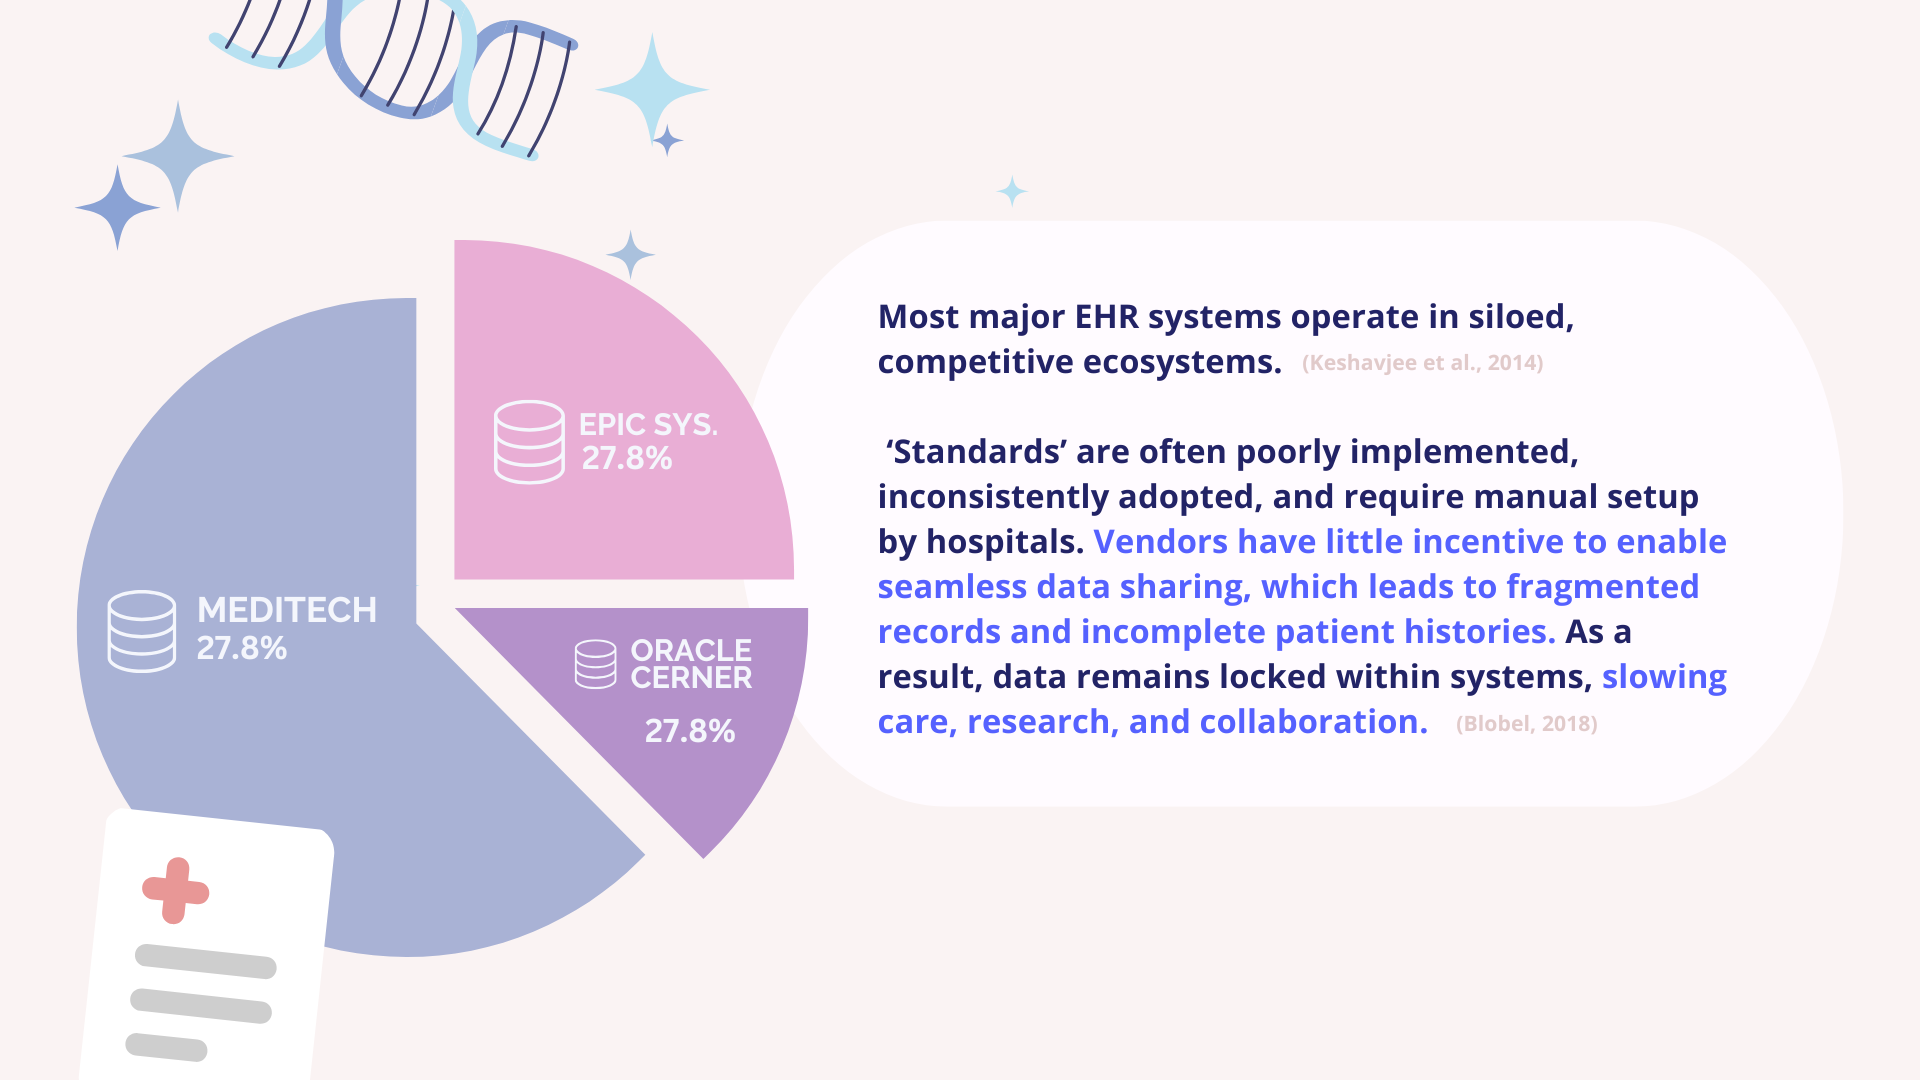 EPIC SYS.
27.8%
MEDITECH
27.8%
ORACLE
CERNER
27.8%
Most major EHR systems operate in siloed,
competitive ecosystems. (Keshavjee et al., 2014)
‘Standards’ are often poorly implemented,
inconsistently adopted, and require manual setup
by hospitals. Vendors have little incentive to enable
seamless data sharing, which leads to fragmented
records and incomplete patient histories. As a
result, data remains locked within systems, slowing
care, research, and collaboration. (Blobel, 2018)